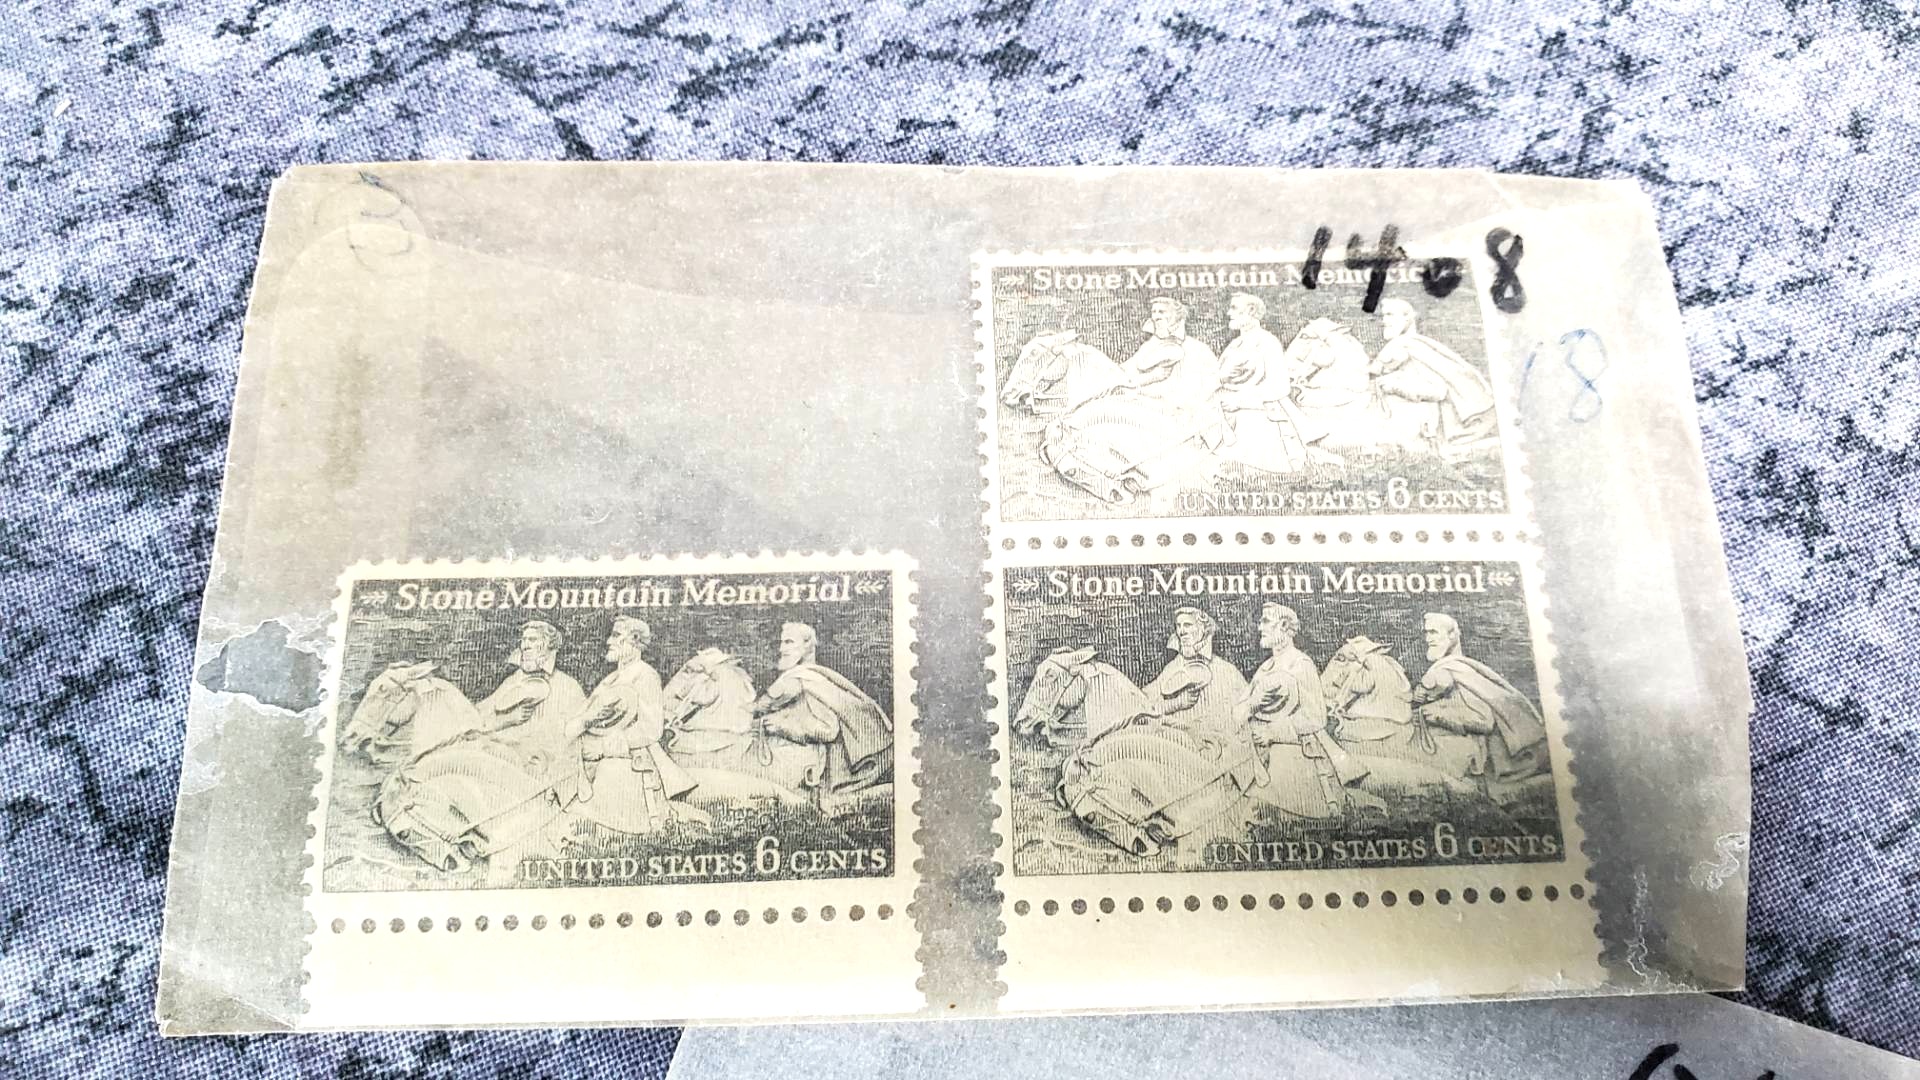 1408
Stone Mountain Memorial
UNITED STATES 6 CENTS
18
Stone Mountain Memorial
UNITED STATES 6 CENTS
Stone Mountain Memorial
UNITED STATES 6 CENTS